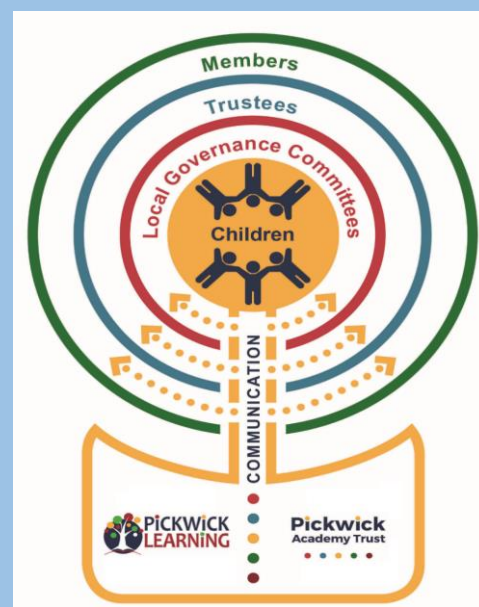 Members
Trustees
Local Governance Committees
Children
COMMUNICATION
PiCKWiCK
LEARNiNG
Pickwick
Academy Trust